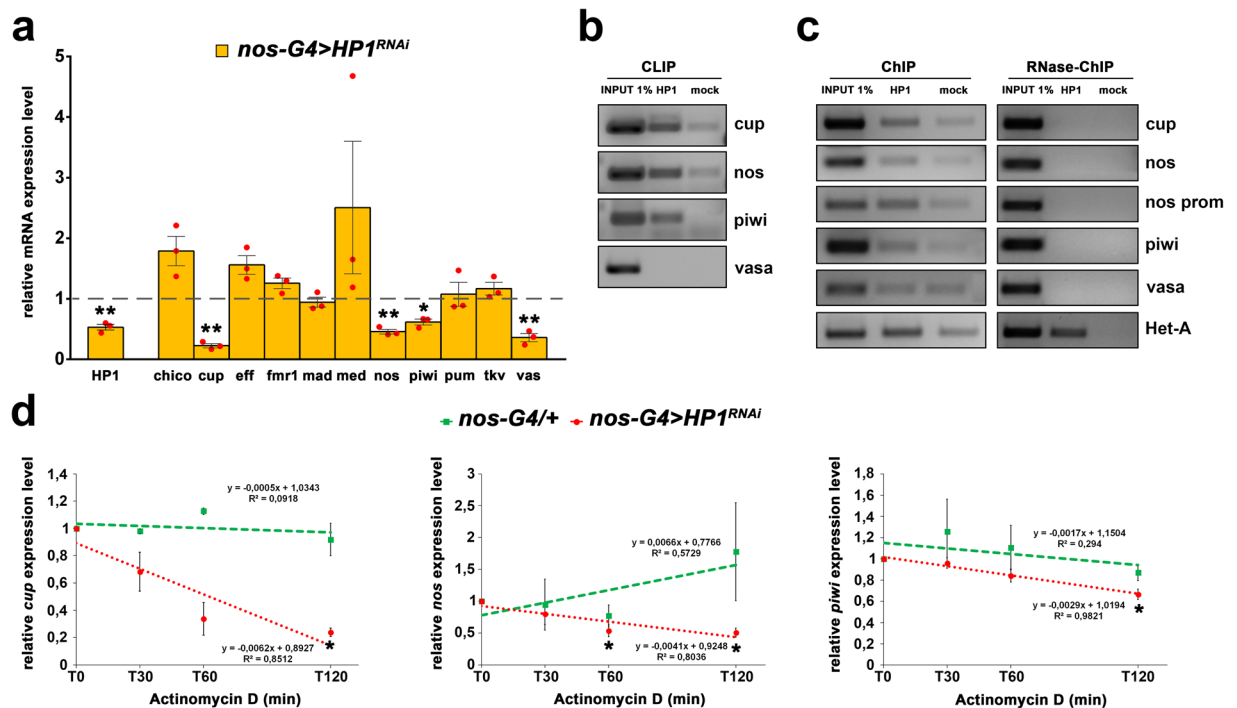 a
nos-G4>HP1RNAi
relative mRNA expression level
5
4
3
2
1
0
HP1 chico cup eff fmr1 mad med nos piwi pum tkv vas
** ** ** * **
b
CLIP
INPUT 1% HP1 mock
cup
nos
piwi
vasa
c
ChIP RNase-ChIP
INPUT 1% HP1 mock INPUT 1% HP1 mock
cup
nos
nos prom
piwi
vasa
Het-A
d
nos-G4/+ nos-G4>HP1RNAi
relative cup expression level
1,4
1,2
1
0,8
0,6
0,4
0,2
0
y = -0,0005x + 1,0343
R² = 0,0918
y = -0,0062x + 0,8927
R² = 0,8512
*
T0 T30 T60 T120
Actinomycin D (min)
relative nos expression level
3
2,5
2
1,5
1
0,5
0
y = 0,0066x + 0,7766
R² = 0,5729
y = -0,0041x + 0,9248
R² = 0,8036
* *
T0 T30 T60 T120
Actinomycin D (min)
relative piwi expression level
1,8
1,6
1,4
1,2
1
0,8
0,6
0,4
0,2
0
y = -0,0017x + 1,1504
R² = 0,294
y = -0,0029x + 1,0194
R² = 0,9821
*
T0 T30 T60 T120
Actinomycin D (min)